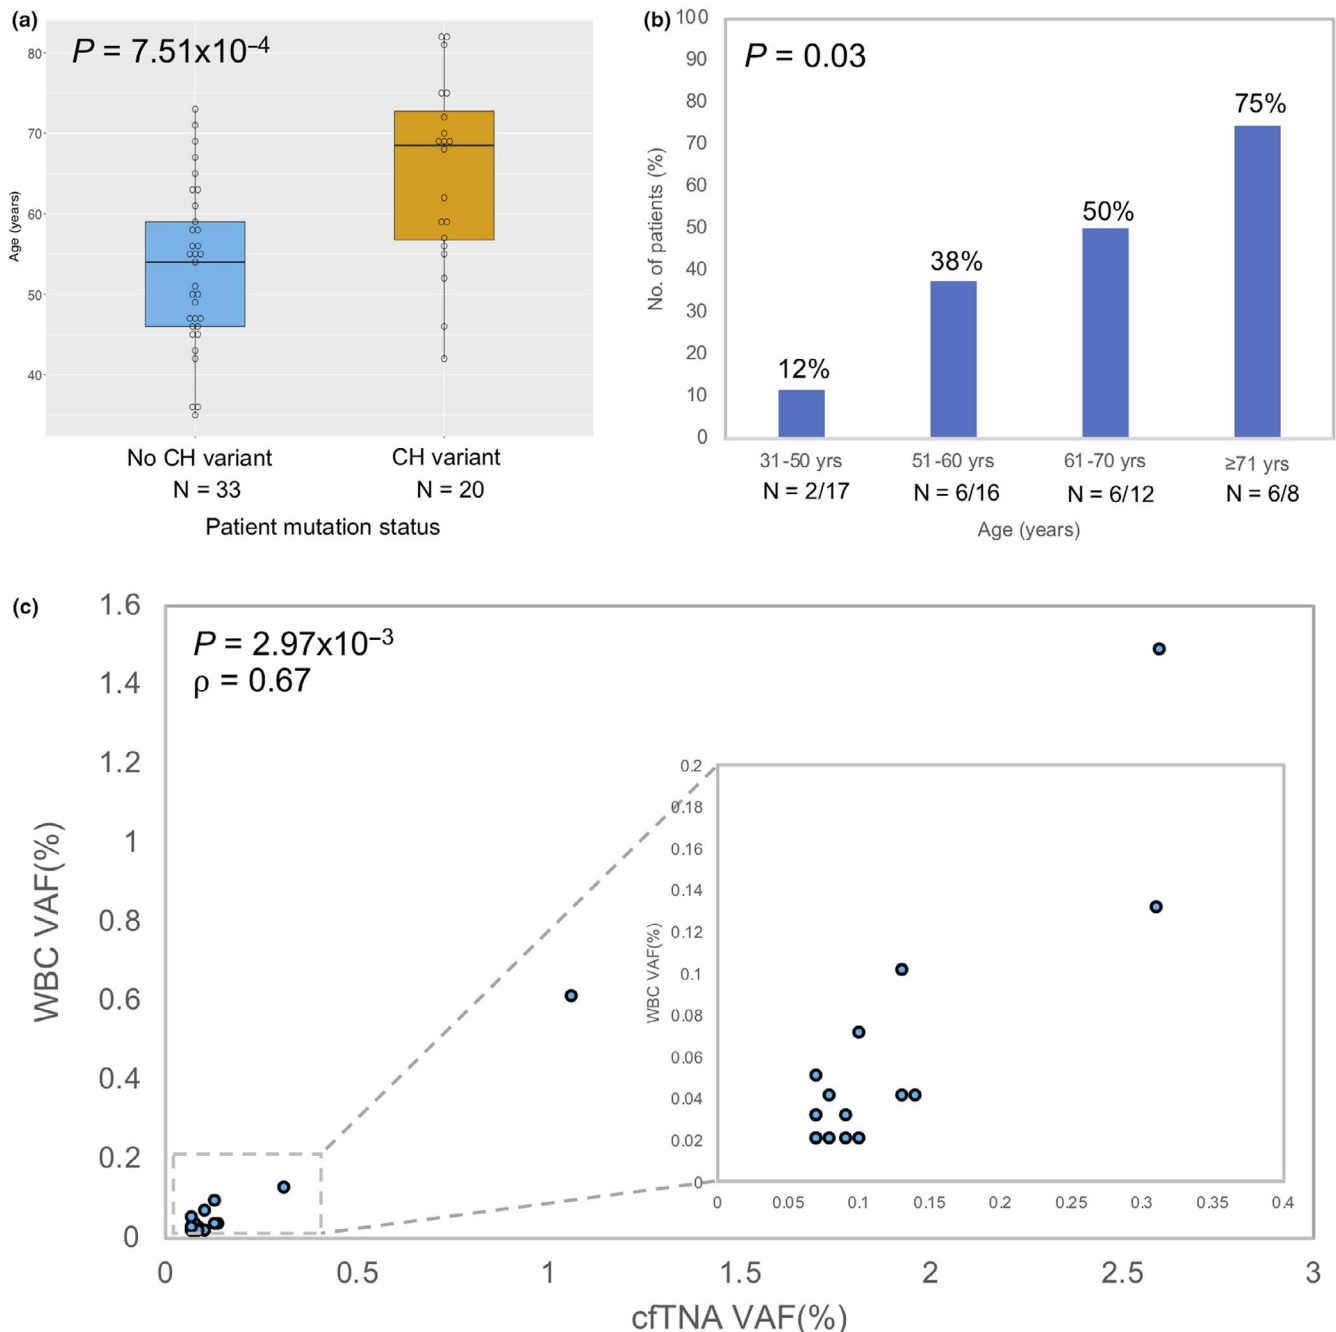 (a)
P = 7.51x10⁻⁴
80
70
60
50
40
Age (years)
No CH variant
CH variant
N = 33
N = 20
Patient mutation status
(b)
P = 0.03
100
90
80
70
60
50
40
30
20
10
0
No. of patients (%)
12%
38%
50%
75%
31-50 yrs
51-60 yrs
61-70 yrs
≥71 yrs
N = 2/17
N = 6/16
N = 6/12
N = 6/8
Age (years)
(c)
P = 2.97x10⁻³
ρ = 0.67
1.6
1.4
1.2
1
0.8
0.6
0.4
0.2
0
WBC VAF(%)
0 0.5 1 1.5 2 2.5 3
cfTNA VAF(%)
0.2
0.18
0.16
0.14
0.12
0.1
0.08
0.06
0.04
0.02
0
WBC VAF(%)
0 0.05 0.1 0.15 0.2 0.25 0.3 0.35 0.4